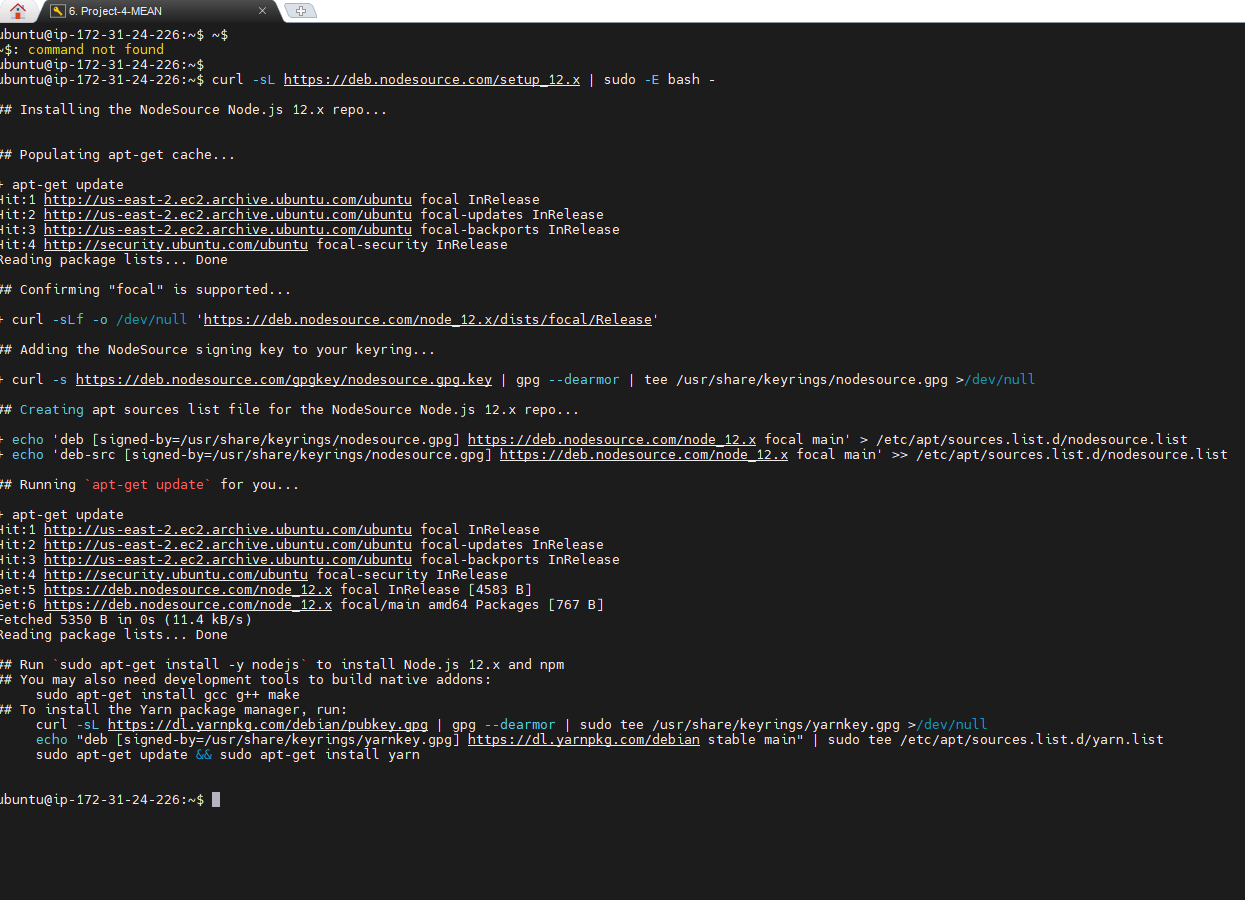 6. Project-4-MEAN
ubuntu@ip-172-31-24-226:~$ ~$
~$: command not found
ubuntu@ip-172-31-24-226:~$
ubuntu@ip-172-31-24-226:~$ curl -sL https://deb.nodesource.com/setup_12.x | sudo -E bash -
## Installing the NodeSource Node.js 12.x repo...
## Populating apt-get cache...
+ apt-get update
Hit:1 http://us-east-2.ec2.archive.ubuntu.com/ubuntu focal InRelease
Hit:2 http://us-east-2.ec2.archive.ubuntu.com/ubuntu focal-updates InRelease
Hit:3 http://us-east-2.ec2.archive.ubuntu.com/ubuntu focal-backports InRelease
Hit:4 http://security.ubuntu.com/ubuntu focal-security InRelease
Reading package lists... Done
## Confirming "focal" is supported...
+ curl -sLf -o /dev/null 'https://deb.nodesource.com/node_12.x/dists/focal/Release'
## Adding the NodeSource signing key to your keyring...
+ curl -s https://deb.nodesource.com/gpgkey/nodesource.gpg.key | gpg --dearmor | tee /usr/share/keyrings/nodesource.gpg >/dev/null
## Creating apt sources list file for the NodeSource Node.js 12.x repo...
+ echo 'deb [signed-by=/usr/share/keyrings/nodesource.gpg] https://deb.nodesource.com/node_12.x focal main' > /etc/apt/sources.list.d/nodesource.list
+ echo 'deb-src [signed-by=/usr/share/keyrings/nodesource.gpg] https://deb.nodesource.com/node_12.x focal main' >> /etc/apt/sources.list.d/nodesource.list
## Running `apt-get update` for you...
+ apt-get update
Hit:1 http://us-east-2.ec2.archive.ubuntu.com/ubuntu focal InRelease
Hit:2 http://us-east-2.ec2.archive.ubuntu.com/ubuntu focal-updates InRelease
Hit:3 http://us-east-2.ec2.archive.ubuntu.com/ubuntu focal-backports InRelease
Hit:4 http://security.ubuntu.com/ubuntu focal-security InRelease
Get:5 https://deb.nodesource.com/node_12.x focal InRelease [4583 B]
Get:6 https://deb.nodesource.com/node_12.x focal/main amd64 Packages [767 B]
Fetched 5350 B in 0s (11.4 kB/s)
Reading package lists... Done
## Run `sudo apt-get install -y nodejs` to install Node.js 12.x and npm
## You may also need development tools to build native addons:
sudo apt-get install gcc g++ make
## To install the Yarn package manager, run:
curl -sL https://dl.yarnpkg.com/debian/pubkey.gpg | gpg --dearmor | sudo tee /usr/share/keyrings/yarnkey.gpg >/dev/null
echo "deb [signed-by=/usr/share/keyrings/yarnkey.gpg] https://dl.yarnpkg.com/debian stable main" | sudo tee /etc/apt/sources.list.d/yarn.list
sudo apt-get update && sudo apt-get install yarn
ubuntu@ip-172-31-24-226:~$